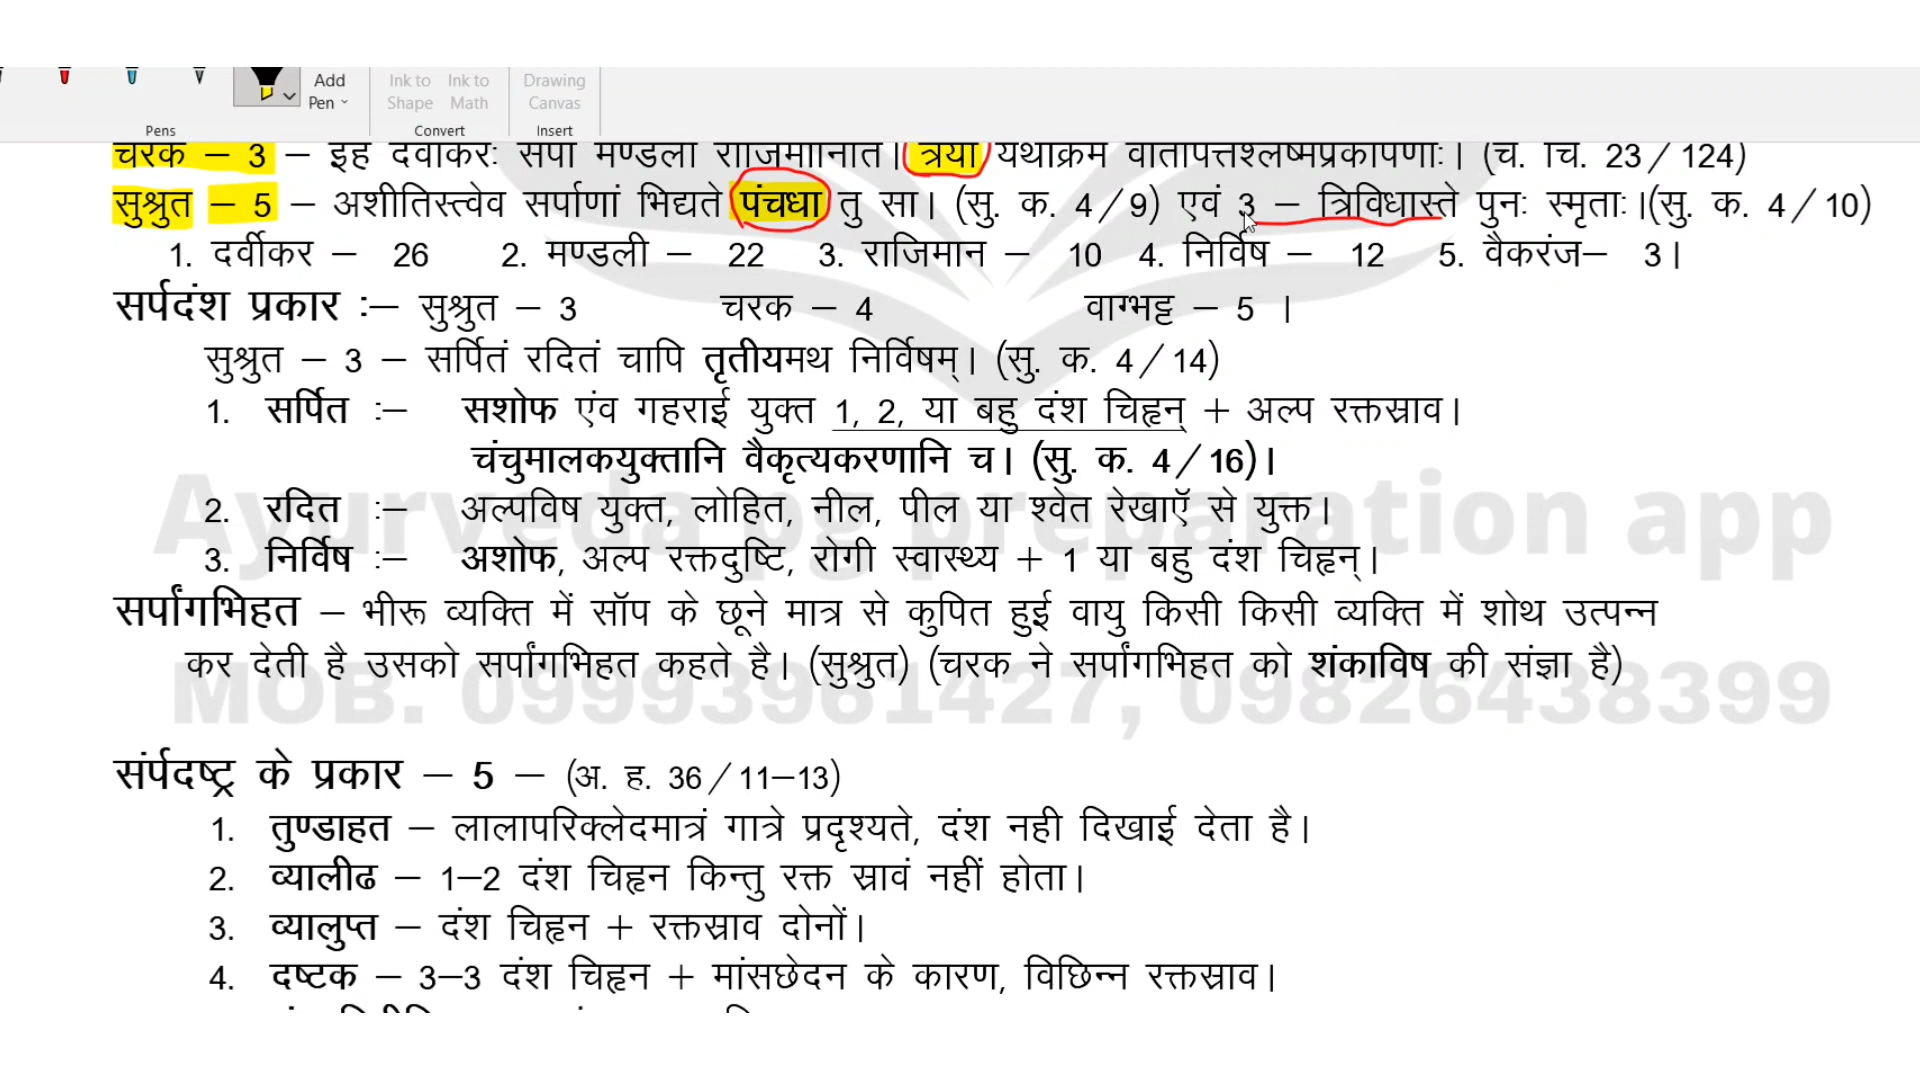 Add
Pen
Ink to Shape
Ink to Math
Drawing Canvas
Pens
Convert
Insert
चरक – 3 – इह दर्वीकरः सर्पो मण्डली राजिमानिति। त्रयो यथाक्रमं वातपित्तश्लेष्मप्रकोपणाः। (च. चि. 23/124)
सुश्रुत – 5 – अशीतिस्त्वेव सर्पाणां भिद्यते पंचधा तु सा। (सु. क. 4/9) एवं 3 – त्रिविधास्ते पुनः स्मृताः।(सु. क. 4/10)
1. दर्वीकर – 26 2. मण्डली – 22 3. राजिमान – 10 4. निर्विष – 12 5. वैकरंज– 3।
सर्पदंश प्रकार :– सुश्रुत – 3 चरक – 4 वाग्भट्ट – 5 ।
सुश्रुत – 3 – सर्पितं रदितं चापि तृतीयमथ निर्विषम्। (सु. क. 4/14)
1. सर्पित :– सशोफ एंव गहराई युक्त 1, 2, या बहु दंश चिह्नन् + अल्प रक्तस्राव।
चंचुमालकयुक्तानि वैकृत्यकरणानि च। (सु. क. 4/16)।
2. रदित :– अल्पविष युक्त, लोहित, नील, पील या श्वेत रेखाऍ से युक्त।
3. निर्विष :– अशोफ, अल्प रक्तदुष्टि, रोगी स्वास्थ्य + 1 या बहु दंश चिह्नन्।
सर्पांगभिहत – भीरू व्यक्ति में सॉप के छूने मात्र से कुपित हुई वायु किसी किसी व्यक्ति में शोथ उत्पन्न
कर देती है उसको सर्पांगभिहत कहते है। (सुश्रुत) (चरक ने सर्पांगभिहत को शंकाविष की संज्ञा है)
संर्पदष्ट्र के प्रकार – 5 – (अ. ह. 36/11–13)
1. तुण्डाहत – लालापरिक्लेदमात्रं गात्रे प्रदृश्यते, दंश नही दिखाई देता है।
2. व्यालीढ – 1–2 दंश चिह्नन किन्तु रक्त स्रावं नहीं होता।
3. व्यालुप्त – दंश चिह्नन + रक्तस्राव दोनों।
4. दष्टक – 3–3 दंश चिह्नन + मांसछेदन के कारण, विछिन्न रक्तस्राव।
Ayurveda pg preparation app
MOB. 09993961427, 09826438399